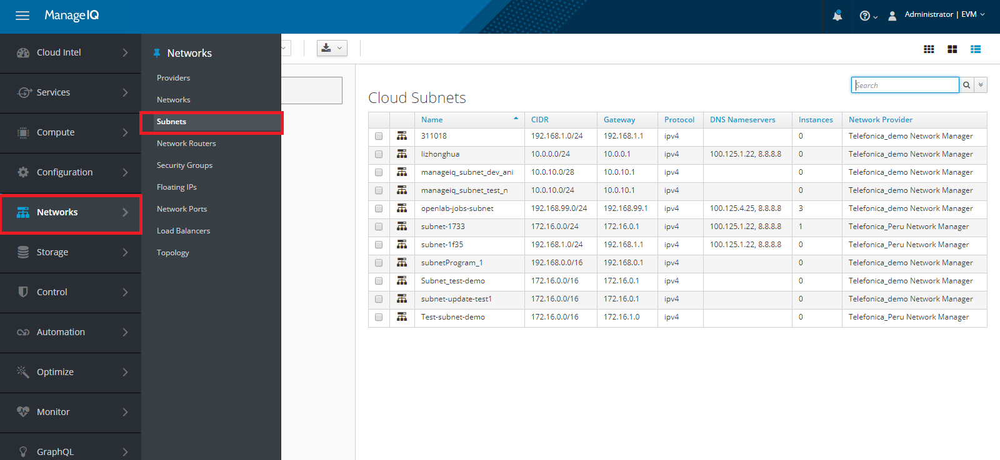 ManageIQ
Administrator | EVM
Cloud Intel
Services
Compute
Configuration
Networks
Storage
Control
Automation
Optimize
Monitor
GraphQL
Networks
Providers
Networks
Subnets
Network Routers
Security Groups
Floating IPs
Network Ports
Load Balancers
Topology
Search
Cloud Subnets
Name CIDR Gateway Protocol DNS Nameservers Instances Network Provider
311018 192.168.1.0/24 192.168.1.1 ipv4 0 Telefonica_demo Network Manager
lizhonghua 10.0.0.0/24 10.0.0.1 ipv4 100.125.1.22, 8.8.8.8 0 Telefonica_demo Network Manager
manageiq_subnet_dev_ani 10.0.10.0/28 10.0.10.1 ipv4 0 Telefonica_demo Network Manager
manageiq_subnet_test_n 10.0.10.0/24 10.0.10.1 ipv4 0 Telefonica_demo Network Manager
openlab-jobs-subnet 192.168.99.0/24 192.168.99.1 ipv4 100.125.4.25, 8.8.8.8 3 Telefonica_demo Network Manager
subnet-1733 172.16.0.0/24 172.16.0.1 ipv4 100.125.1.22, 8.8.8.8 1 Telefonica_Peru Network Manager
subnet-1f35 192.168.1.0/24 192.168.1.1 ipv4 100.125.1.22, 8.8.8.8 0 Telefonica_Peru Network Manager
subnetProgram_1 192.168.0.0/16 192.168.0.1 ipv4 0 Telefonica_demo Network Manager
Subnet_test-demo 172.16.0.0/16 172.16.0.1 ipv4 0 Telefonica_demo Network Manager
subnet-update-test1 172.16.0.0/16 172.16.0.1 ipv4 0 Telefonica_demo Network Manager
Test-subnet-demo 172.16.0.0/16 172.16.1.0 ipv4 0 Telefonica_Peru Network Manager